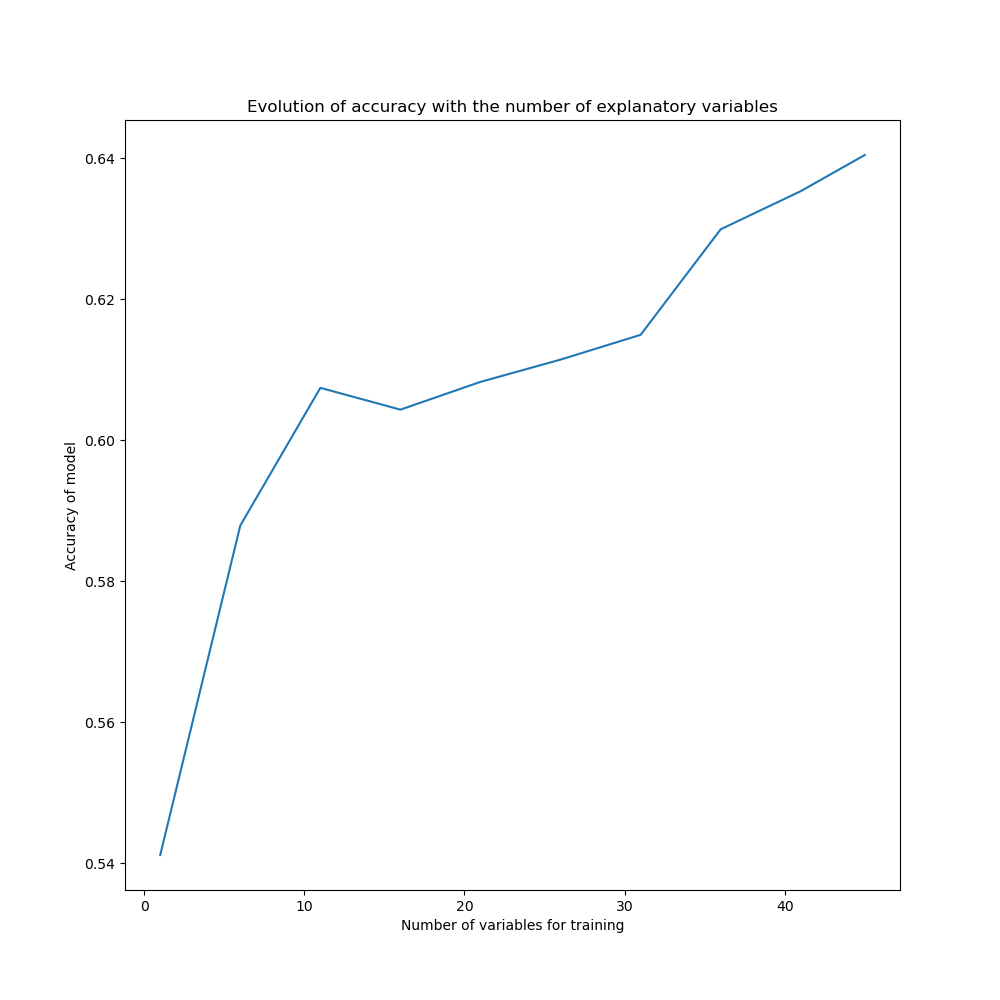 Evolution of accuracy with the number of explanatory variables
0.64
0.62
0.60
0.58
0.56
0.54
Accuracy of model
0 10 20 30 40
Number of variables for training